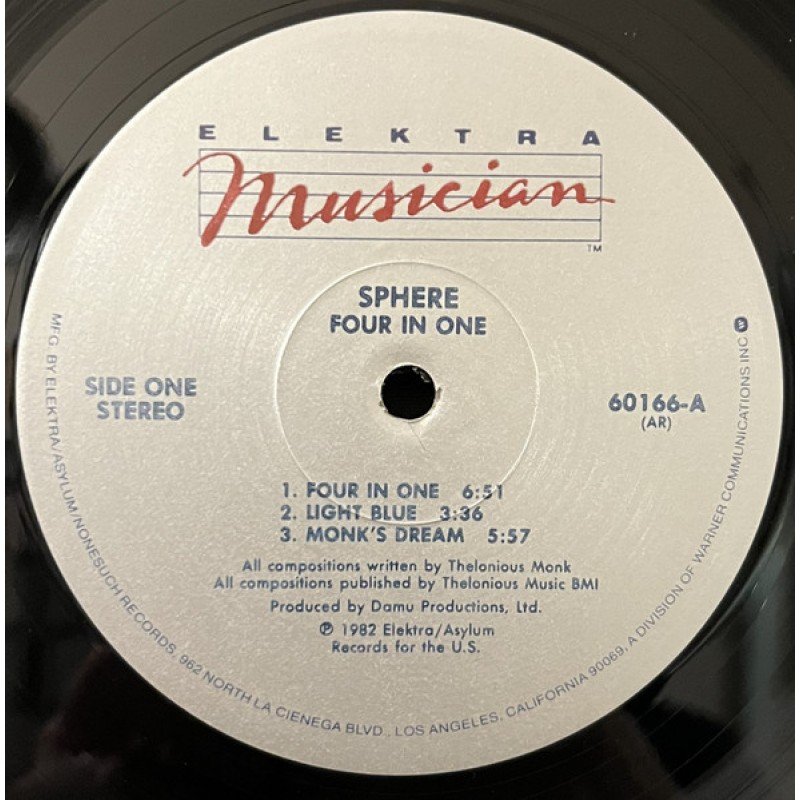 ELEKTRA
Musician
TM
SPHERE
FOUR IN ONE
SIDE ONE
STEREO
60166-A
(AR)
1. FOUR IN ONE 6:51
2. LIGHT BLUE 3:36
3. MONK'S DREAM 5:57
All compositions written by Thelonious Monk
All compositions published by Thelonious Music BMI
Produced by Damu Productions, Ltd.
℗ 1982 Elektra/Asylum
Records for the U.S.
MFG. BY ELEKTRA/ASYLUM/NONESUCH RECORDS, 962 NORTH LA CIENEGA BLVD., LOS ANGELES, CALIFORNIA 90069, A DIVISION OF WARNER COMMUNICATIONS INC